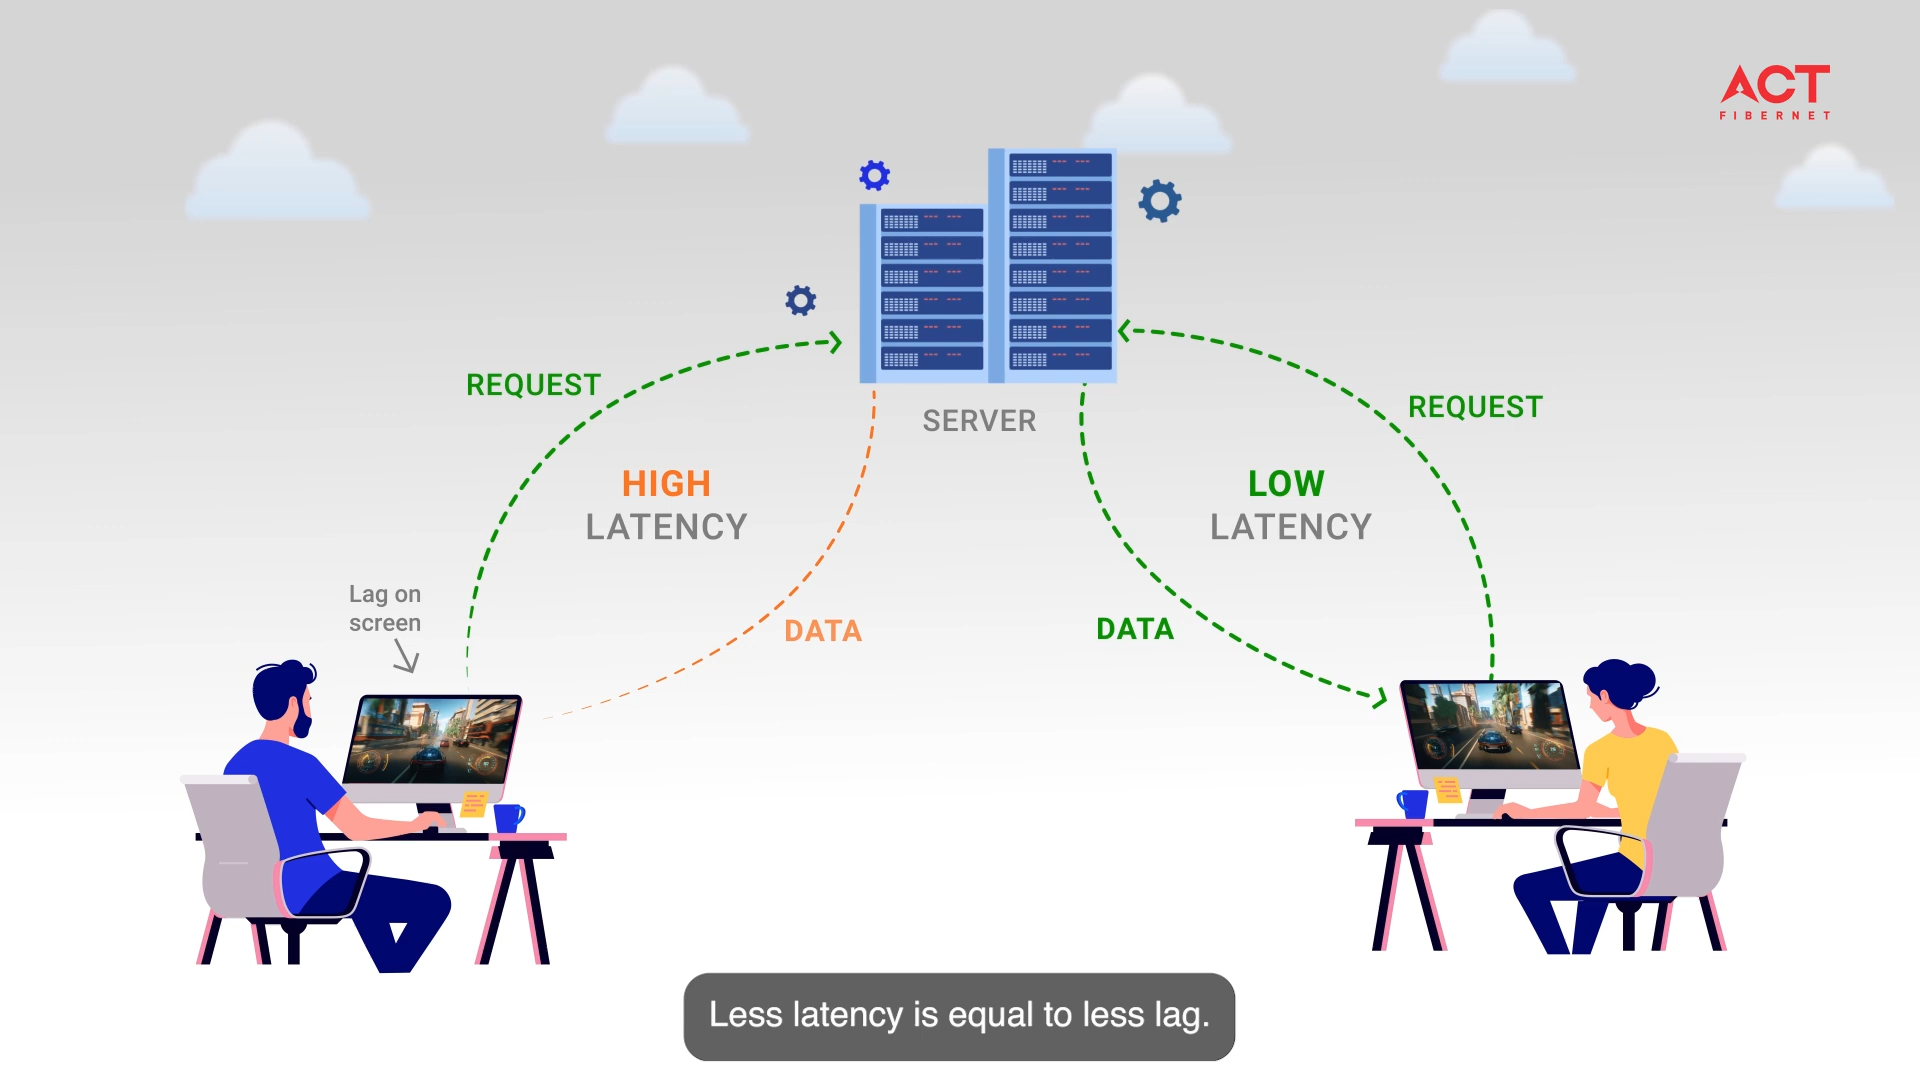 ACT
FIBERNET
REQUEST
REQUEST
SERVER
HIGH
LATENCY
LOW
LATENCY
Lag on
screen
DATA
DATA
Less latency is equal to less lag.